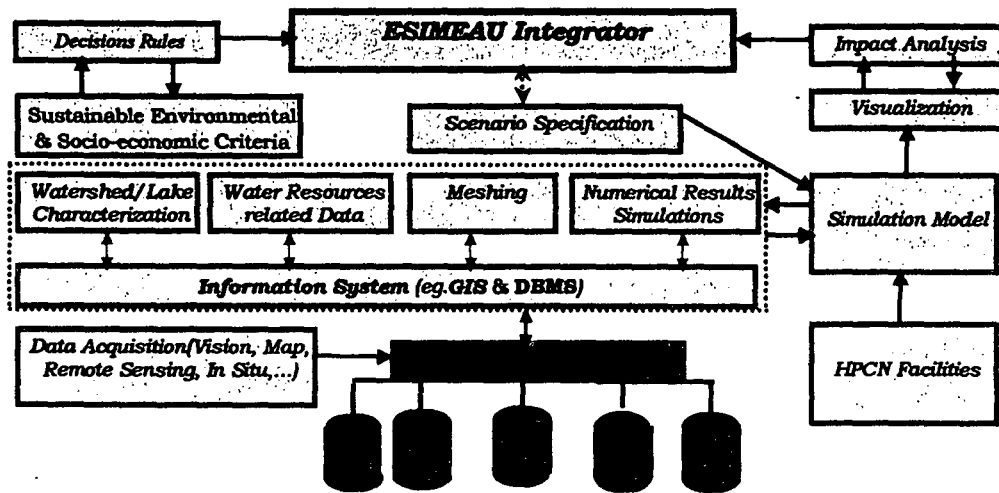 ESIMEAU Integrator
Decisions Rules
Impact Analysis
Sustainable Environmental
& Socio-economic Criteria
Scenario Specification
Visualization
Watershed/Lake
Characterization
Water Resources
related Data
Meshing
Numerical Results
Simulations
Simulation Model
Information System (eg.GIS & DBMS)
Data Acquisition(Vision, Map,
Remote Sensing, In Situ,...)
HPCN Facilities